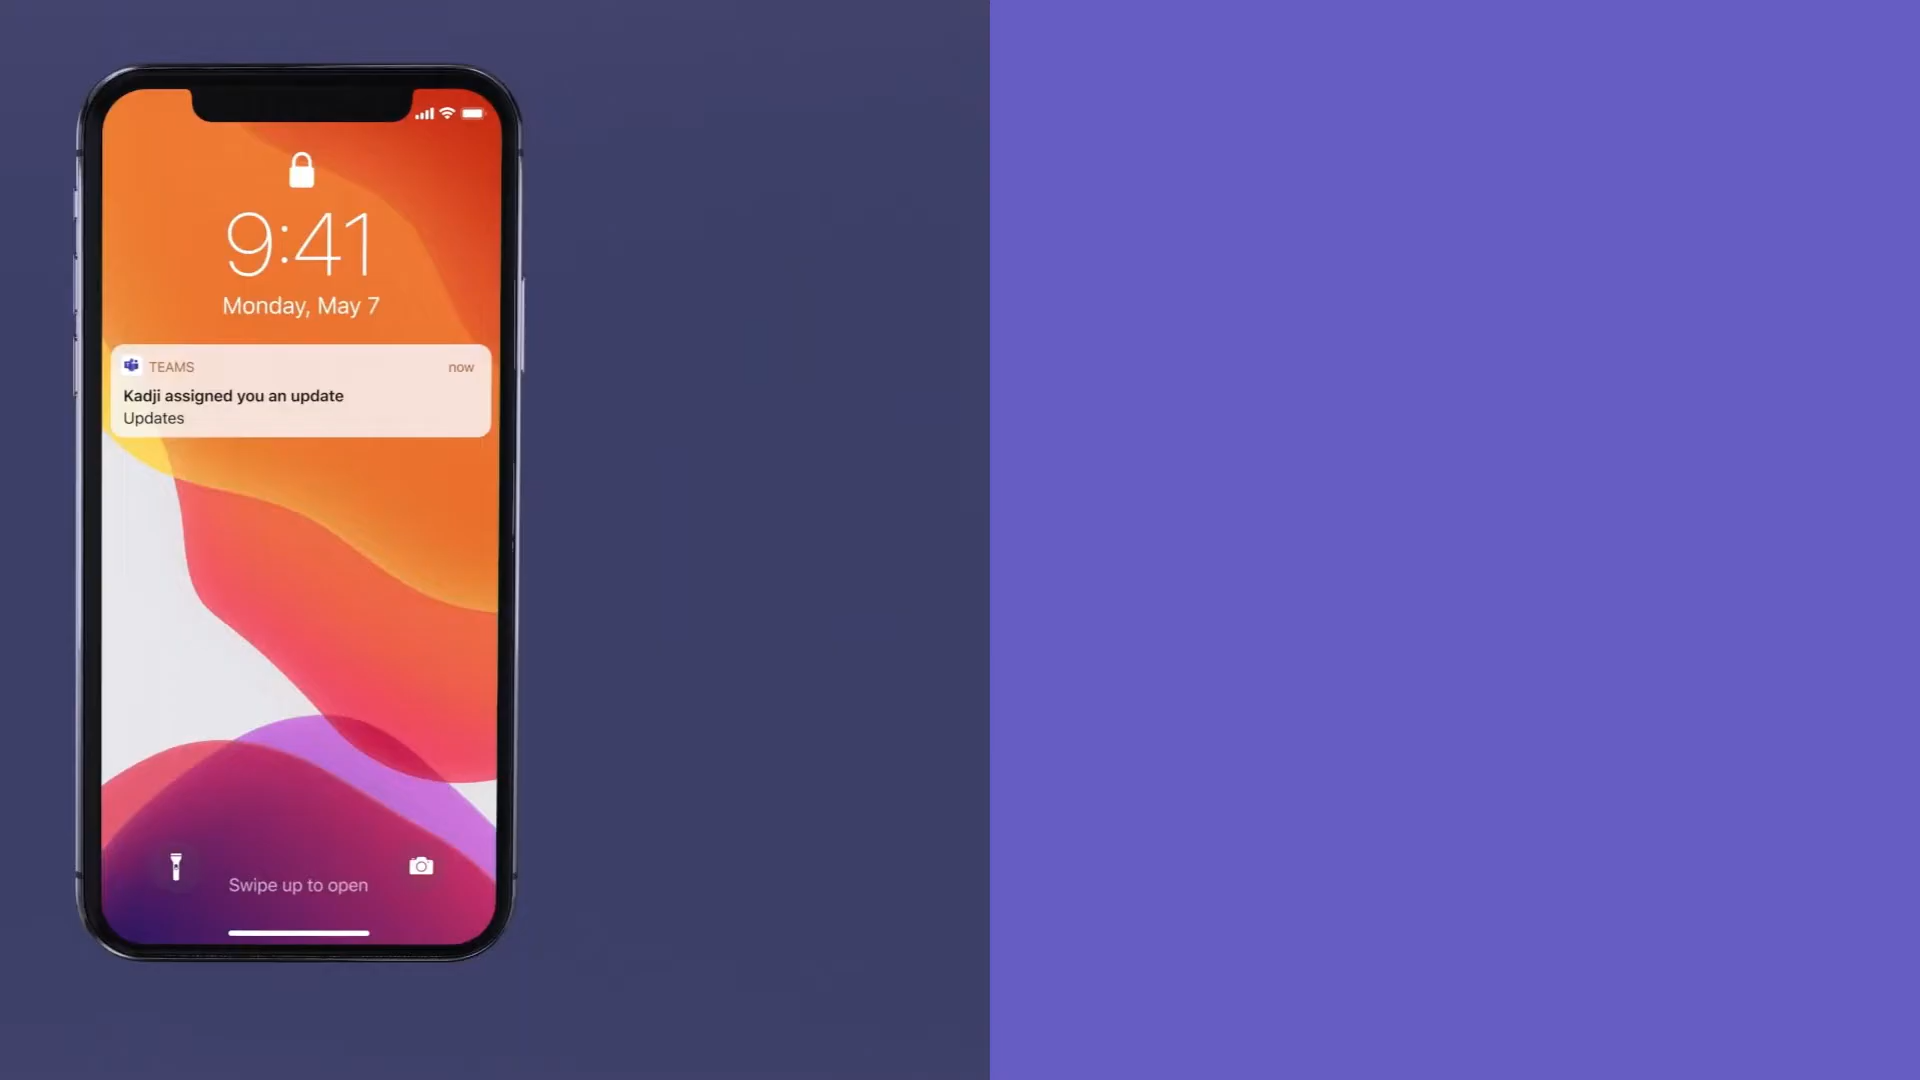 9:41
Monday, May 7
TEAMS now
Kadji assigned you an update
Updates
Swipe up to open